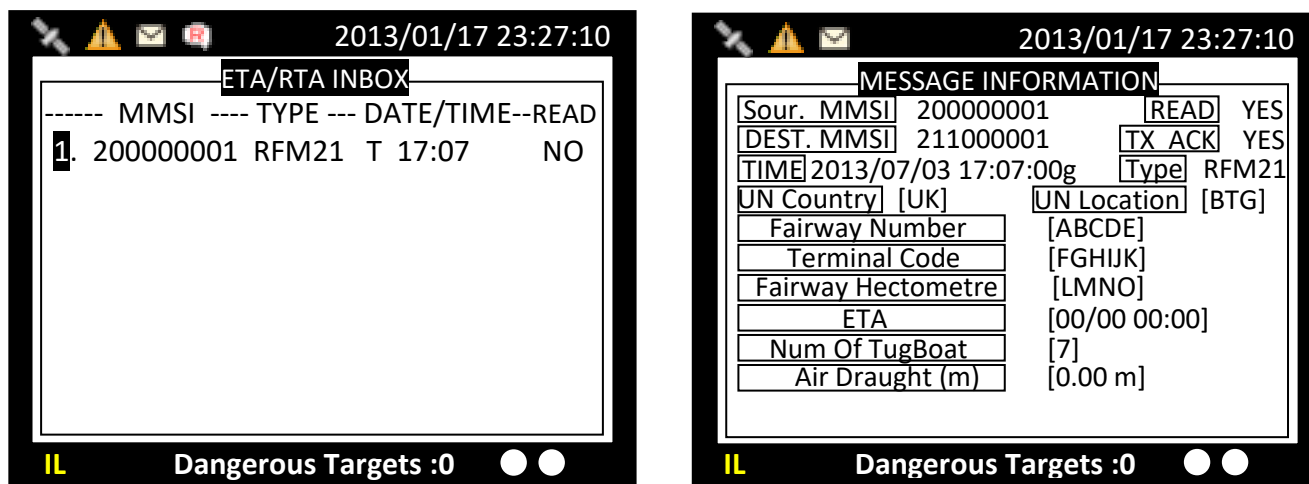 2013/01/17 23:27:10
ETA/RTA INBOX
------ MMSI ---- TYPE --- DATE/TIME--READ
1. 200000001 RFM21 T 17:07 NO
IL Dangerous Targets :0
2013/01/17 23:27:10
MESSAGE INFORMATION
Sour. MMSI 200000001 READ YES
DEST. MMSI 211000001 TX ACK YES
TIME 2013/07/03 17:07:00g Type RFM21
UN Country [UK] UN Location [BTG]
Fairway Number [ABCDE]
Terminal Code [FGHIJK]
Fairway Hectometre [LMNO]
ETA [00/00 00:00]
Num Of TugBoat [7]
Air Draught (m) [0.00 m]
IL Dangerous Targets :0